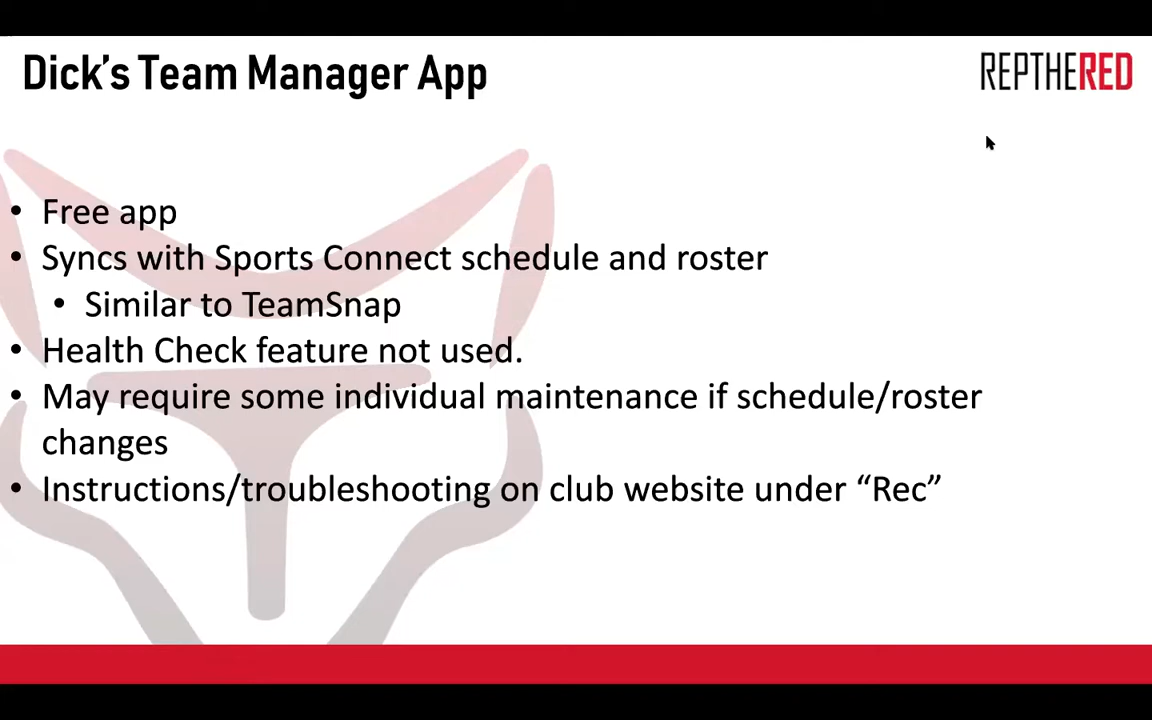 Dick’s Team Manager App
REPTHERED
• Free app
• Syncs with Sports Connect schedule and roster
• Similar to TeamSnap
• Health Check feature not used.
• May require some individual maintenance if schedule/roster
changes
• Instructions/troubleshooting on club website under “Rec”